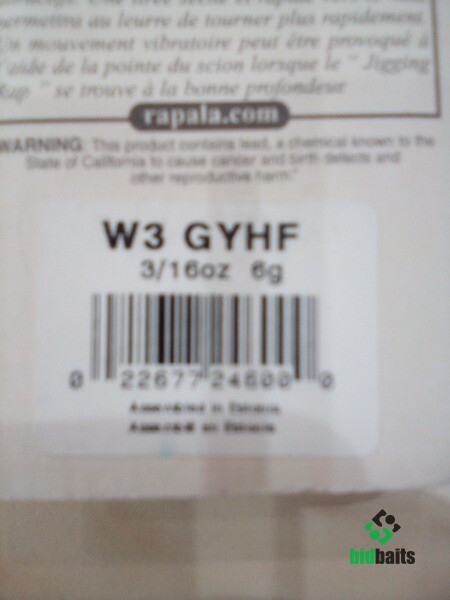 permettra au leurre de tourner plus rapidement.
Un mouvement vibratoire peut être provoqué à
l'aide de la pointe du scion lorsque le "Jigging
Rap" se trouve à la bonne profondeur
rapala.com
WARNING: This product contains lead, a chemical known to the
State of California to cause cancer and birth defects and
other reproductive harm."
W3 GYHF
3/16oz 6g
0 22677 24600 0
Assembled in Estonia
bidbaits